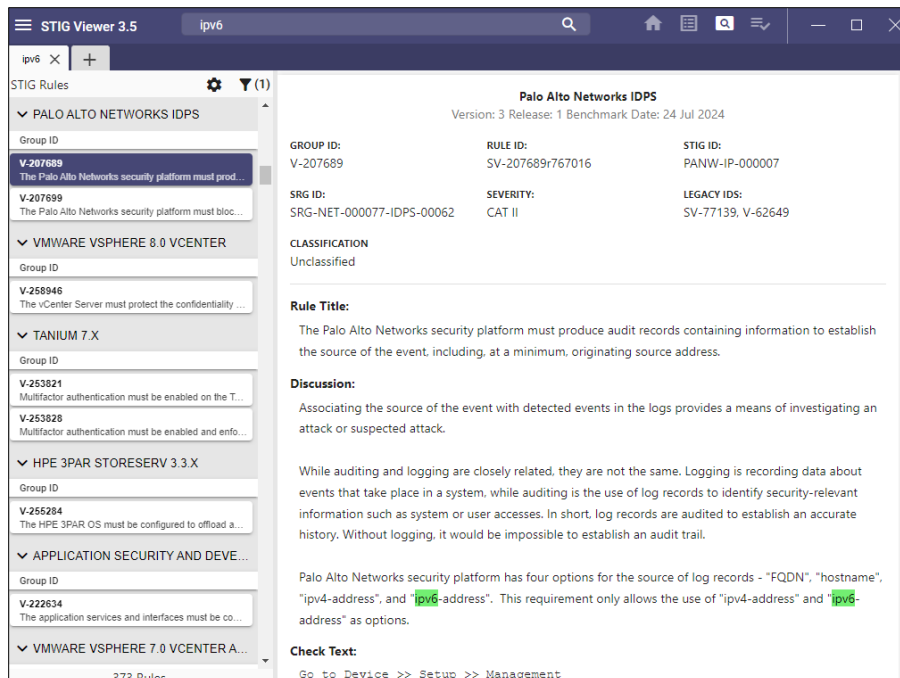 STIG Viewer 3.5
ipv6
ipv6
STIG Rules
(1)
PALO ALTO NETWORKS IDPS
Group ID
V-207689
The Palo Alto Networks security platform must prod...
V-207699
The Palo Alto Networks security platform must bloc...
VMWARE VSPHERE 8.0 VCENTER
Group ID
V-258946
The vCenter Server must protect the confidentiality ...
TANIUM 7.X
Group ID
V-253821
Multifactor authentication must be enabled on the T...
V-253828
Multifactor authentication must be enabled and enfo...
HPE 3PAR STORESERV 3.3.X
Group ID
V-255284
The HPE 3PAR OS must be configured to offload a...
APPLICATION SECURITY AND DEVE...
Group ID
V-222634
The application services and interfaces must be co...
VMWARE VSPHERE 7.0 VCENTER A...
373 Rules
Palo Alto Networks IDPS
Version: 3 Release: 1 Benchmark Date: 24 Jul 2024
GROUP ID: RULE ID: STIG ID:
V-207689 SV-207689r767016 PANW-IP-000007
SRG ID: SEVERITY: LEGACY IDS:
SRG-NET-000077-IDPS-00062 CAT II SV-77139, V-62649
CLASSIFICATION
Unclassified
Rule Title:
The Palo Alto Networks security platform must produce audit records containing information to establish
the source of the event, including, at a minimum, originating source address.
Discussion:
Associating the source of the event with detected events in the logs provides a means of investigating an
attack or suspected attack.
While auditing and logging are closely related, they are not the same. Logging is recording data about
events that take place in a system, while auditing is the use of log records to identify security-relevant
information such as system or user accesses. In short, log records are audited to establish an accurate
history. Without logging, it would be impossible to establish an audit trail.
Palo Alto Networks security platform has four options for the source of log records - "FQDN", "hostname",
"ipv4-address", and "ipv6-address". This requirement only allows the use of "ipv4-address" and "ipv6-
address" as options.
Check Text:
Go to Device >> Setup >> Management